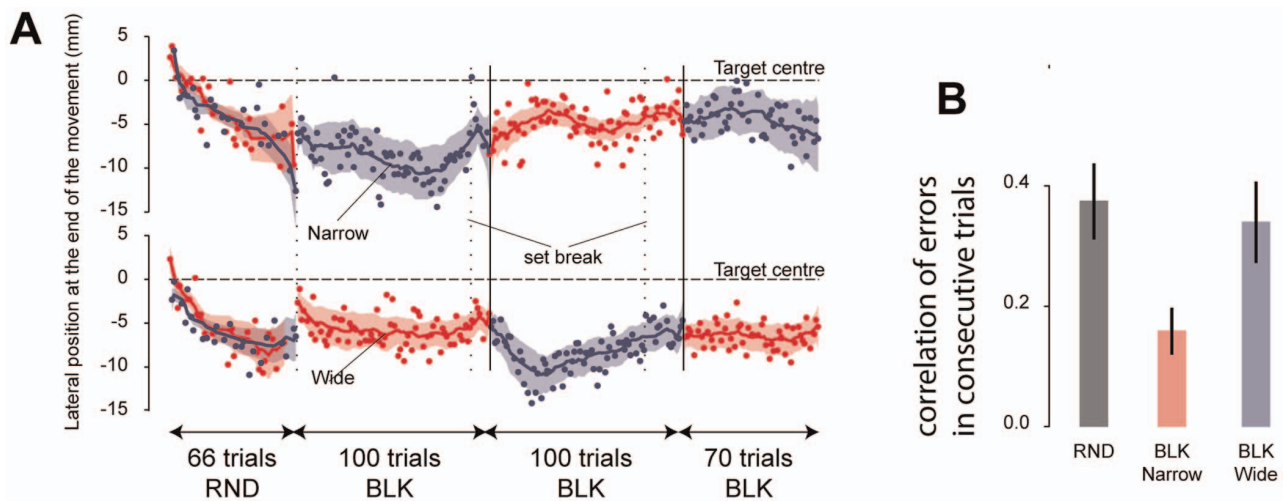 A
Lateral position at the end of the movement (mm)
5
0
-5
-10
-15
Target centre
Narrow
set break
5
0
-5
-10
-15
Target centre
Wide
66 trials
RND
100 trials
BLK
100 trials
BLK
70 trials
BLK
B
correlation of errors
in consecutive trials
0.4
0.2
0.0
RND
BLK
Narrow
BLK
Wide